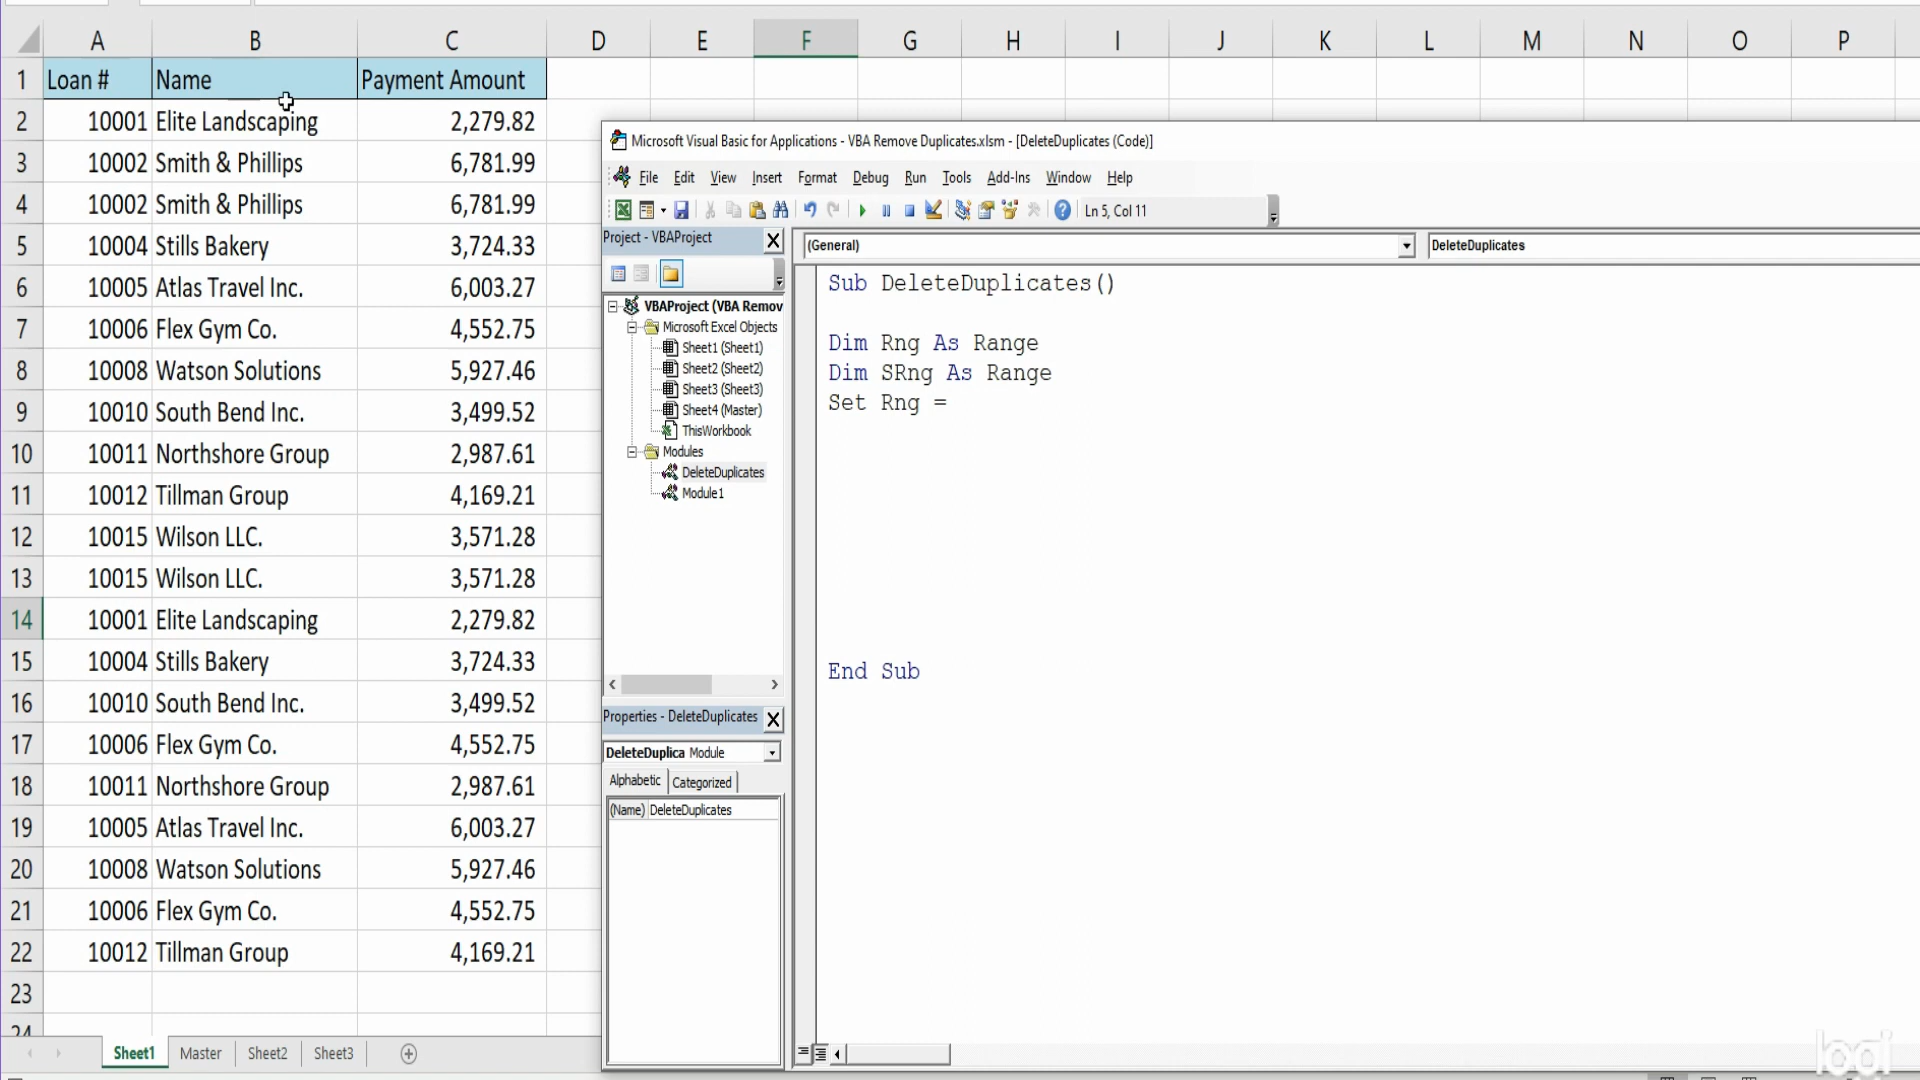 A B C D E F G H I J K L M N O P
1 Loan # Name Payment Amount
2 10001 Elite Landscaping 2,279.82
3 10002 Smith & Phillips 6,781.99
4 10002 Smith & Phillips 6,781.99
5 10004 Stills Bakery 3,724.33
6 10005 Atlas Travel Inc. 6,003.27
7 10006 Flex Gym Co. 4,552.75
8 10008 Watson Solutions 5,927.46
9 10010 South Bend Inc. 3,499.52
10 10011 Northshore Group 2,987.61
11 10012 Tillman Group 4,169.21
12 10015 Wilson LLC. 3,571.28
13 10015 Wilson LLC. 3,571.28
14 10001 Elite Landscaping 2,279.82
15 10004 Stills Bakery 3,724.33
16 10010 South Bend Inc. 3,499.52
17 10006 Flex Gym Co. 4,552.75
18 10011 Northshore Group 2,987.61
19 10005 Atlas Travel Inc. 6,003.27
20 10008 Watson Solutions 5,927.46
21 10006 Flex Gym Co. 4,552.75
22 10012 Tillman Group 4,169.21
23
24
Sheet1 Master Sheet2 Sheet3
Microsoft Visual Basic for Applications - VBA Remove Duplicates.xlsm - [DeleteDuplicates (Code)]
File Edit View Insert Format Debug Run Tools Add-Ins Window Help
Ln 5, Col 11
Project - VBAProject
VBAProject (VBA Remov
Microsoft Excel Objects
Sheet1 (Sheet1)
Sheet2 (Sheet2)
Sheet3 (Sheet3)
Sheet4 (Master)
ThisWorkbook
Modules
DeleteDuplicates
Module1
Properties - DeleteDuplicates
DeleteDuplica Module
Alphabetic Categorized
(Name) DeleteDuplicates
(General) DeleteDuplicates
Sub DeleteDuplicates()
Dim Rng As Range
Dim SRng As Range
Set Rng =
End Sub